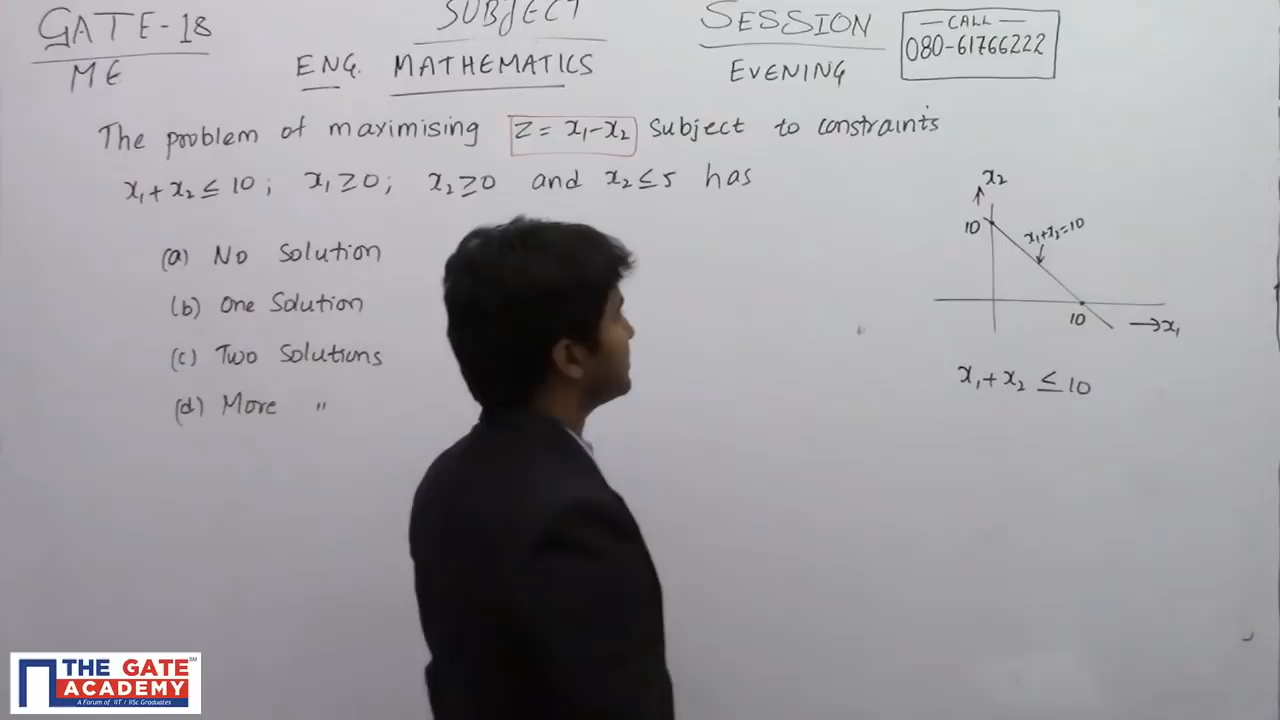 GATE-18
ME
SUBJECT
ENG. MATHEMATICS
SESSION
EVENING
— CALL —
080-61766222
The problem of maximising Z = x₁-x₂ subject to constraints
x₁+x₂ ≤ 10; x₁≥0; x₂≥0 and x₂≤5 has
(a) No Solution
(b) One Solution
(c) Two Solutions
(d) More "
x₂
10
x₁+x₂=10
10
→x₁
x₁+x₂ ≤ 10
THE GATE
ACADEMY
A Forum of IIT / IISc Graduates